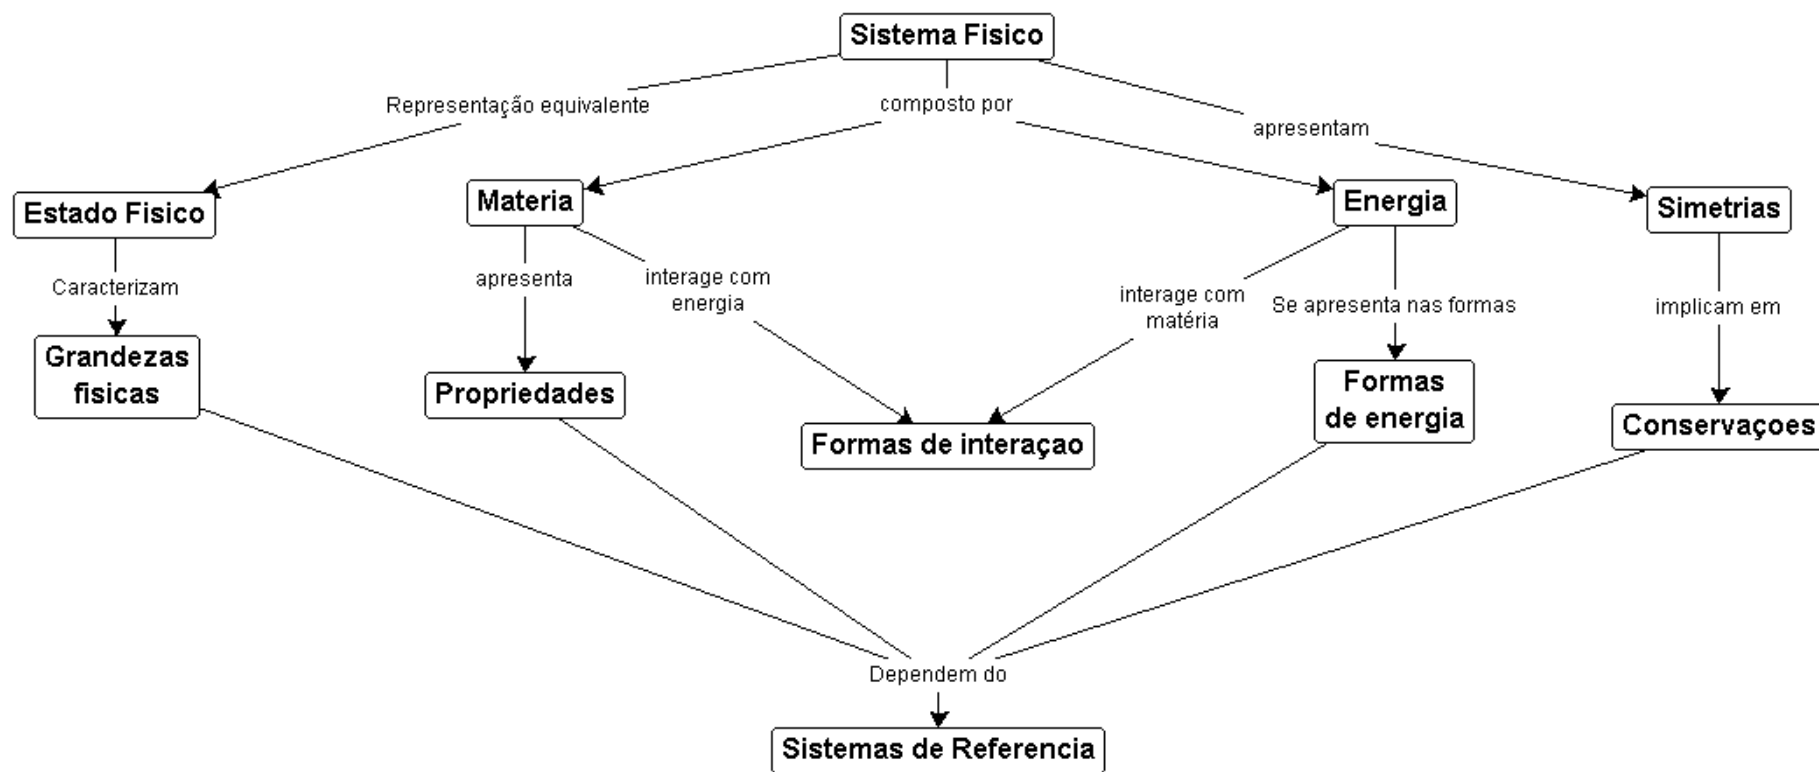 Sistema Fisico
Representação equivalente
composto por
apresentam
Estado Fisico
Materia
Energia
Simetrias
Caracterizam
apresenta
interage com
energia
interage com
matéria
Se apresenta nas formas
implicam em
Grandezas
fisicas
Propriedades
Formas de interaçao
Formas
de energia
Conservaçoes
Dependem do
Sistemas de Referencia